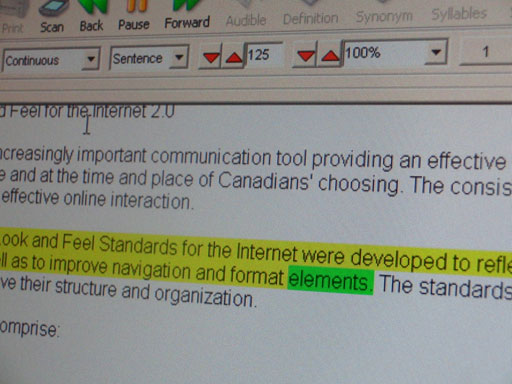 Print Scan Back Pause Forward Audible Definition Synonym Syllables
Continuous Sentence 125 100% 1
d Feel for the Internet 2.0
ncreasingly important communication tool providing an effective
e and at the time and place of Canadians' choosing. The consis
effective online interaction.
Look and Feel Standards for the Internet were developed to refle
ll as to improve navigation and format elements. The standards
ve their structure and organization.
omprise: